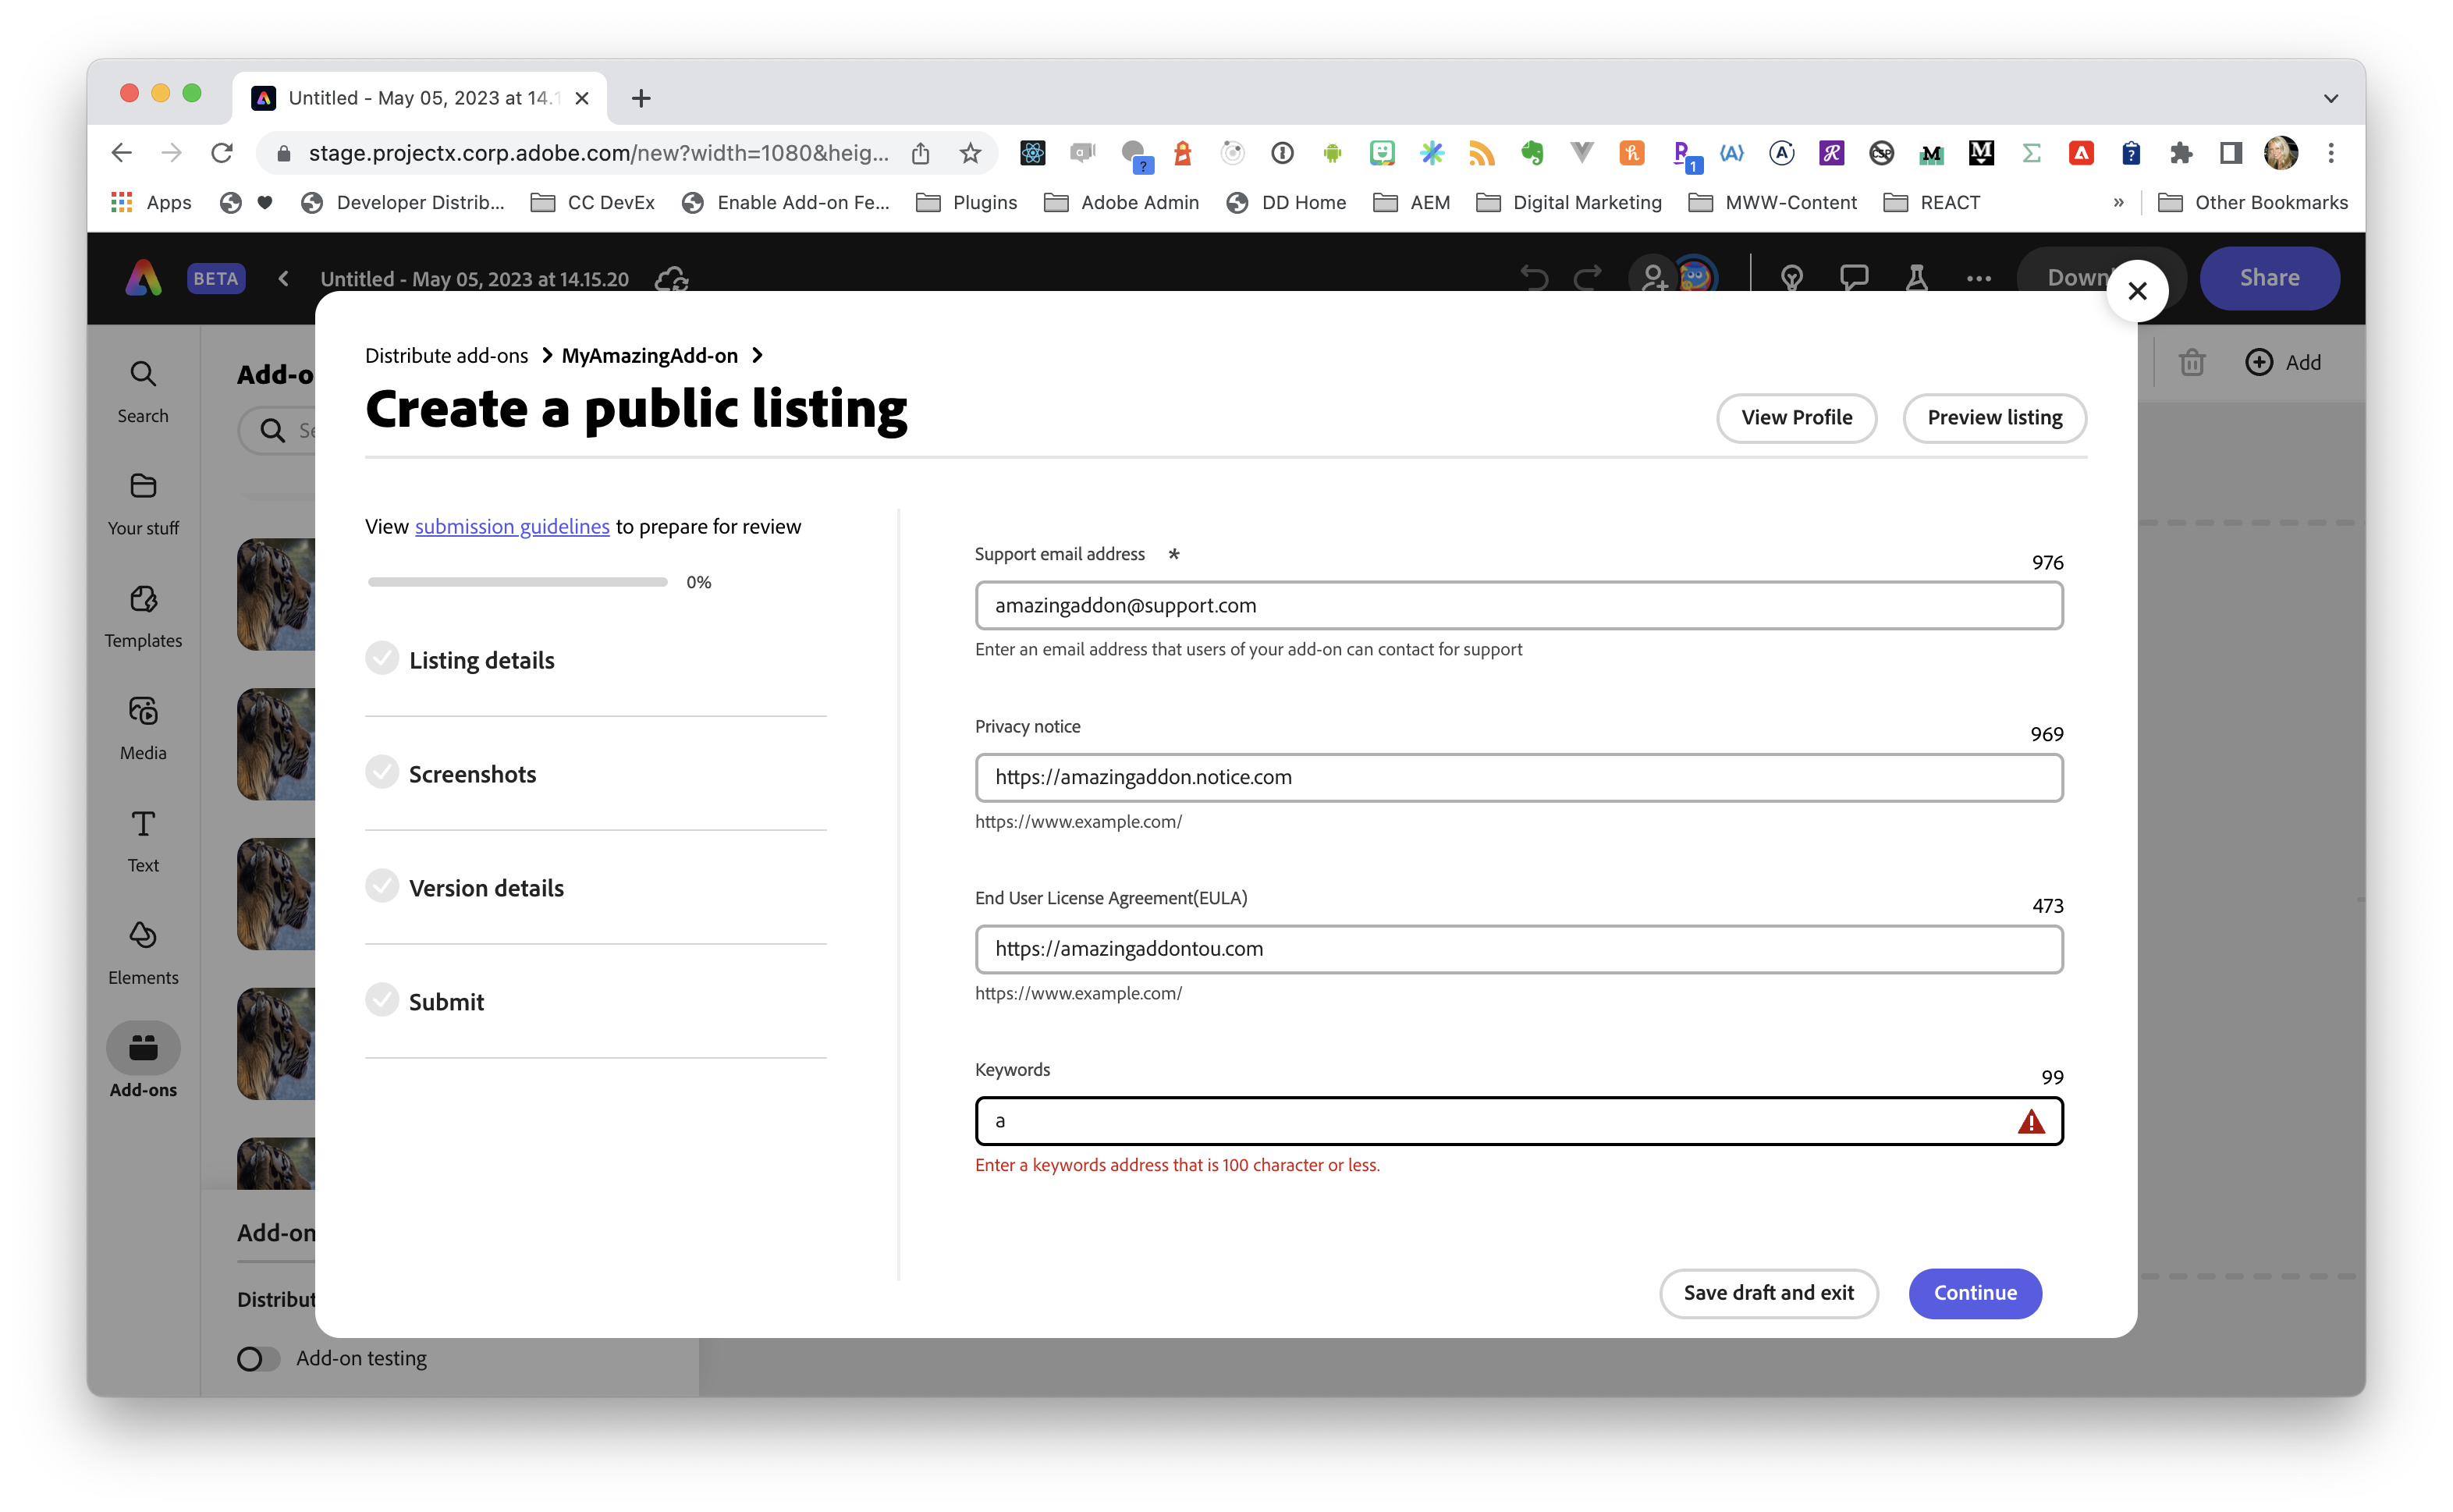 Untitled - May 05, 2023 at 14.1
stage.projectx.corp.adobe.com/new?width=1080&heig...
Apps
Developer Distrib...
CC DevEx
Enable Add-on Fe...
Plugins
Adobe Admin
DD Home
AEM
Digital Marketing
MWW-Content
REACT
»
Other Bookmarks
BETA
Untitled - May 05, 2023 at 14.15.20
Down
Share
Search
Your stuff
Templates
Media
Text
Elements
Add-ons
Add-o
Se
Add
Distribute add-ons > MyAmazingAdd-on >
Create a public listing
View Profile
Preview listing
View submission guidelines to prepare for review
0%
Listing details
Screenshots
Version details
Submit
Support email address *
976
amazingaddon@support.com
Enter an email address that users of your add-on can contact for support
Privacy notice
969
https://amazingaddon.notice.com
https://www.example.com/
End User License Agreement(EULA)
473
https://amazingaddontou.com
https://www.example.com/
Keywords
99
a
Enter a keywords address that is 100 character or less.
Save draft and exit
Continue
Add-on
Distribut
Add-on testing